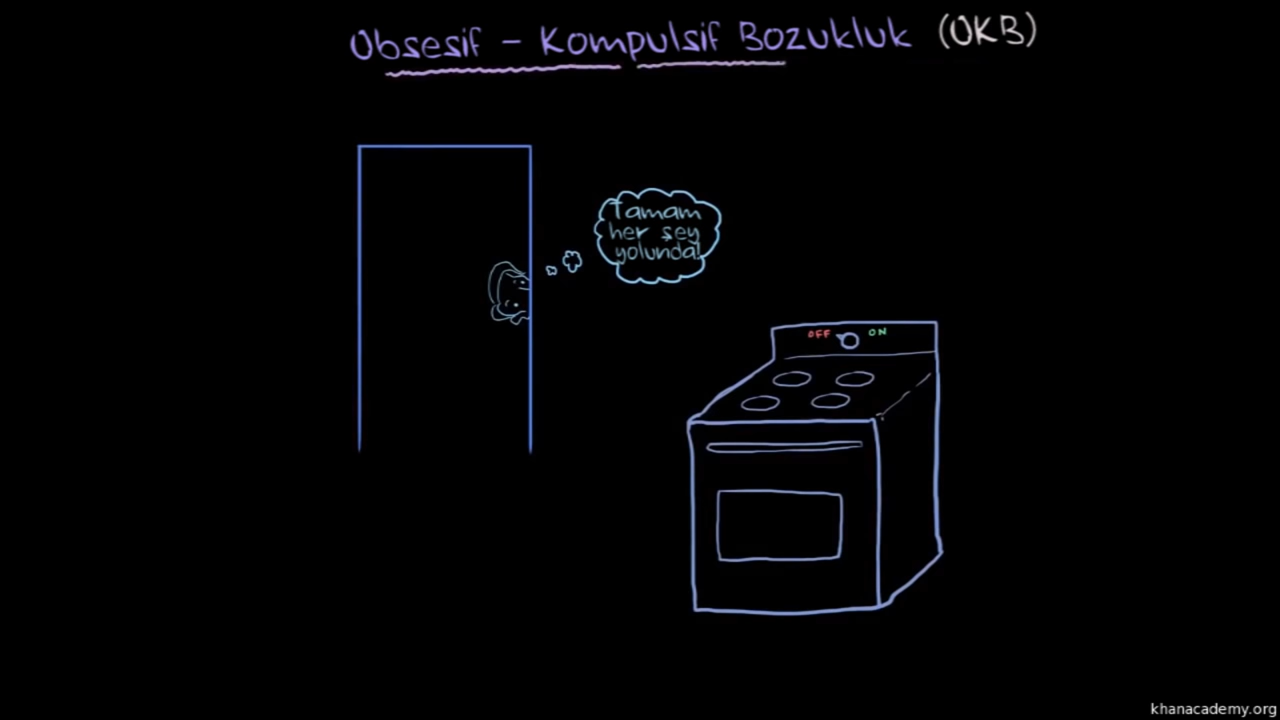 Obsesif - Kompulsif Bozukluk (OKB)
Tamam
her şey
yolunda!
OFF ON
khanacademy.org